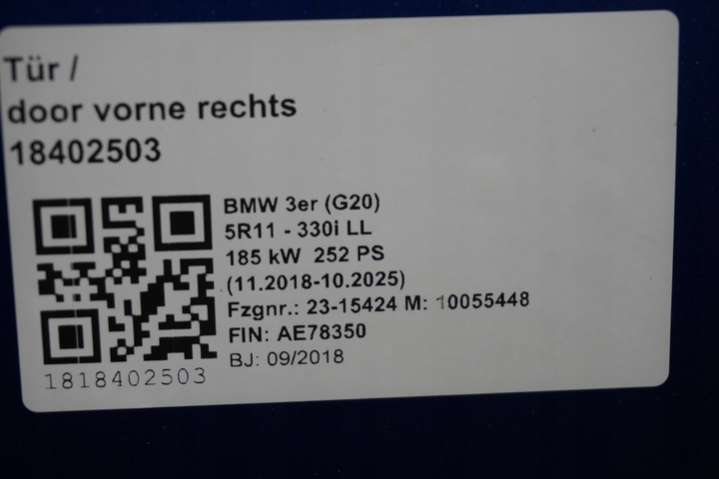 Tür /
door vorne rechts
18402503
BMW 3er (G20)
5R11 - 330i LL
185 kW 252 PS
(11.2018-10.2025)
Fzgnr.: 23-15424 M: 10055448
FIN: AE78350
BJ: 09/2018
1818402503